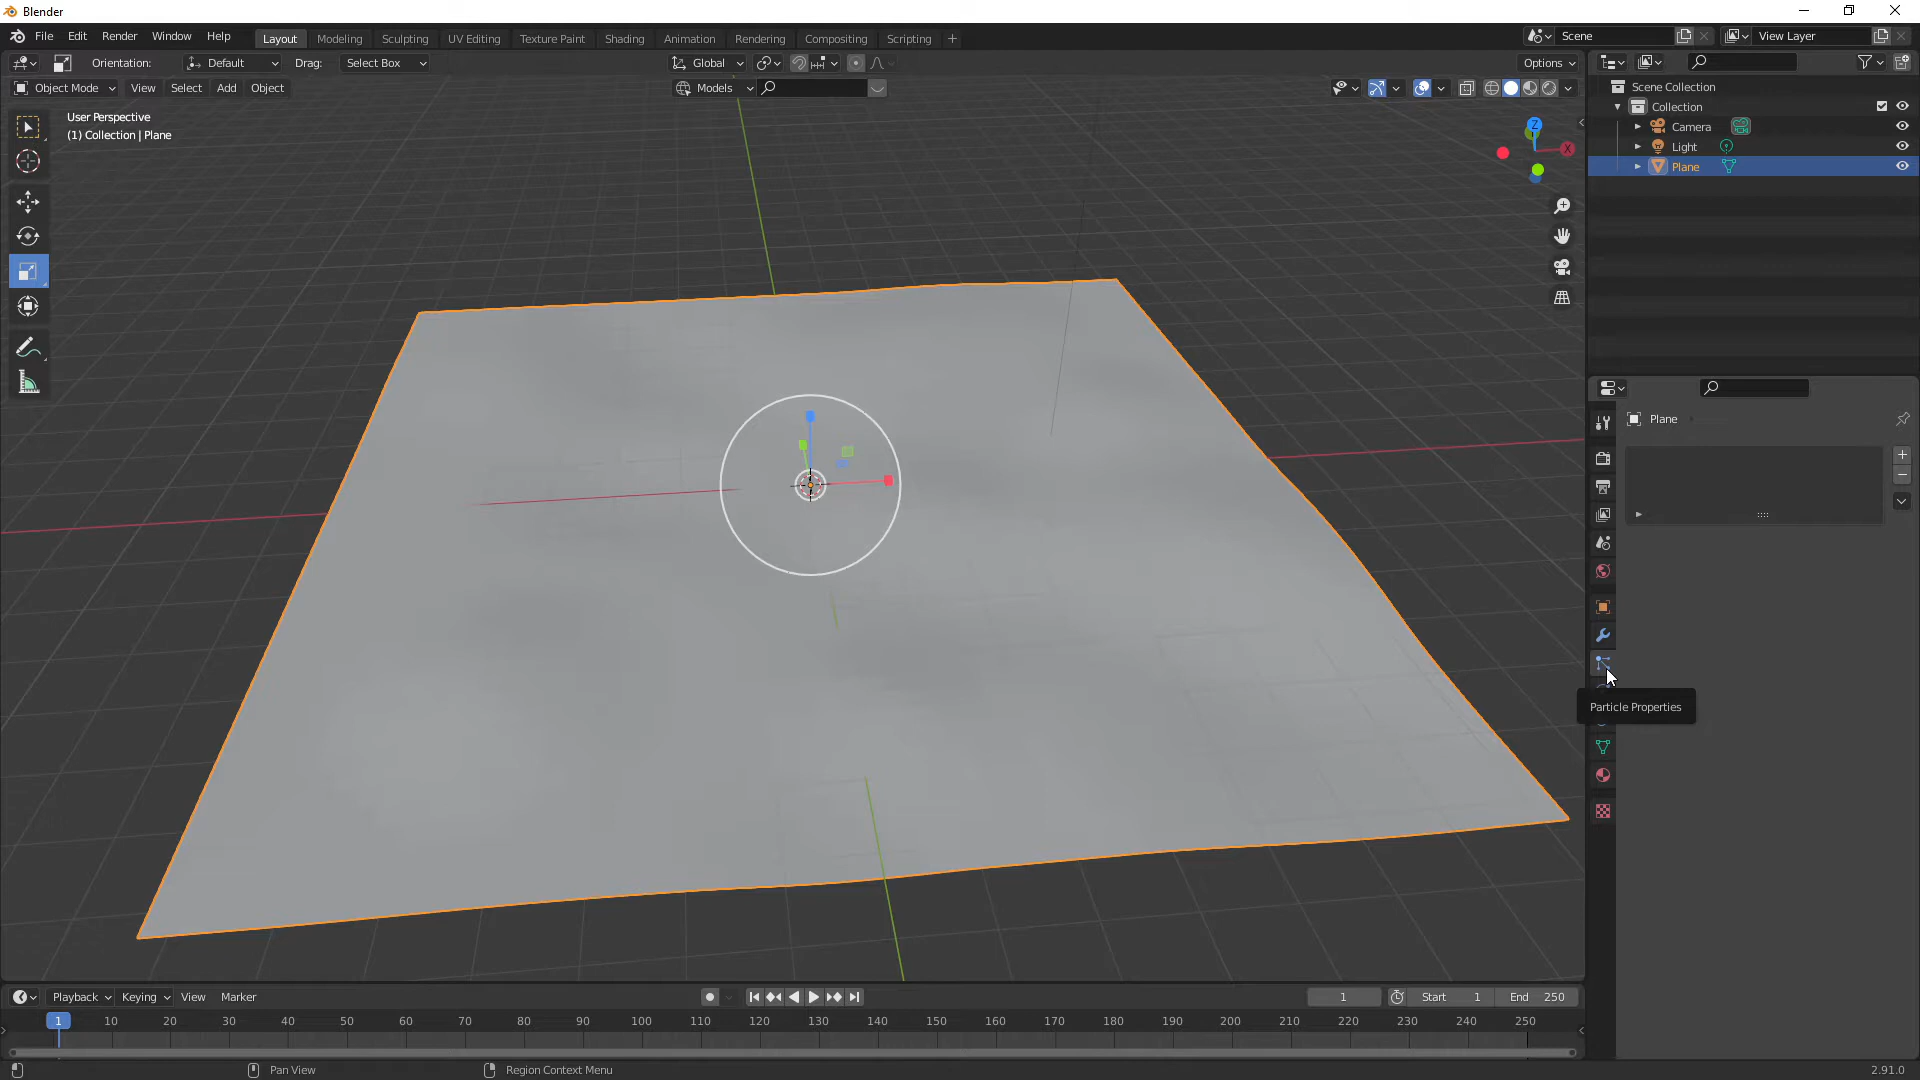 Blender
File Edit Render Window Help Layout Modeling Sculpting UV Editing Texture Paint Shading Animation Rendering Compositing Scripting + Scene View Layer
Orientation: Default Drag: Select Box Global Options
Object Mode View Select Add Object Models
User Perspective
(1) Collection | Plane
Z
X
Scene Collection
Collection
Camera
Light
Plane
Plane
Particle Properties
Playback Keying View Marker 1 Start 1 End 250
1 10 20 30 40 50 60 70 80 90 100 110 120 130 140 150 160 170 180 190 200 210 220 230 240 250
Pan View Region Context Menu 2.91.0